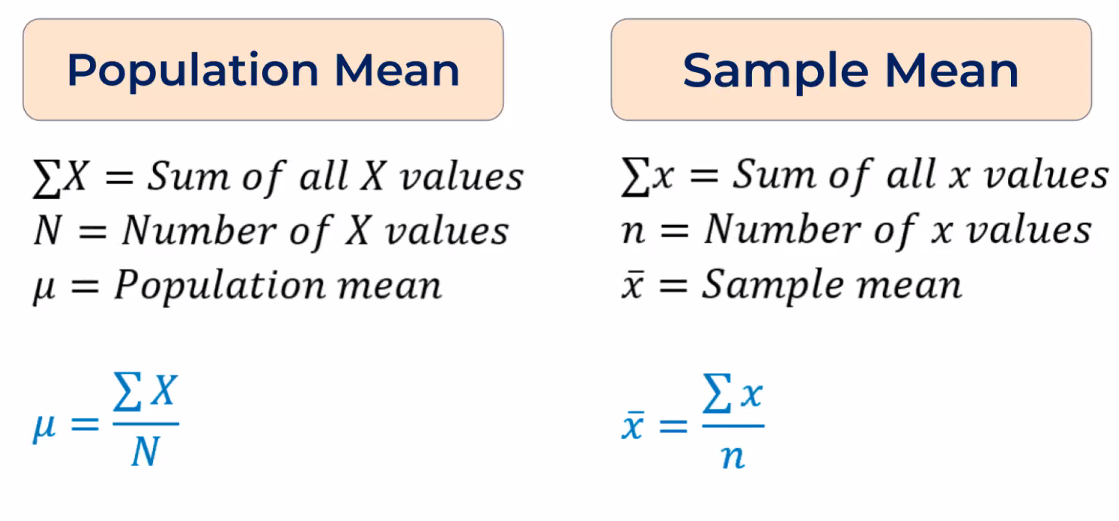 Population Mean
∑X = Sum of all X values
N = Number of X values
μ = Population mean
μ = ∑ X / N
Sample Mean
∑x = Sum of all x values
n = Number of x values
x̄ = Sample mean
x̄ = ∑ x / n